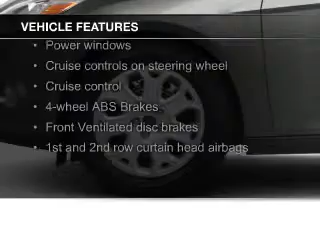 VEHICLE FEATURES
• Power windows
• Cruise controls on steering wheel
• Cruise control
• 4-wheel ABS Brakes
• Front Ventilated disc brakes
• 1st and 2nd row curtain head airbags